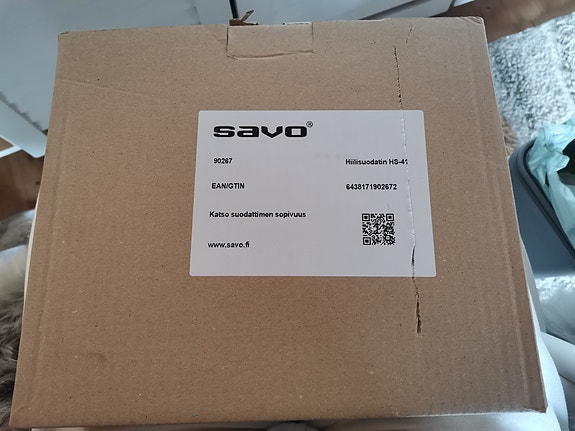 savo®
90267 Hiilisuodatin HS-41
EAN/GTIN 6438171902672
Katso suodattimen sopivuus
www.savo.fi